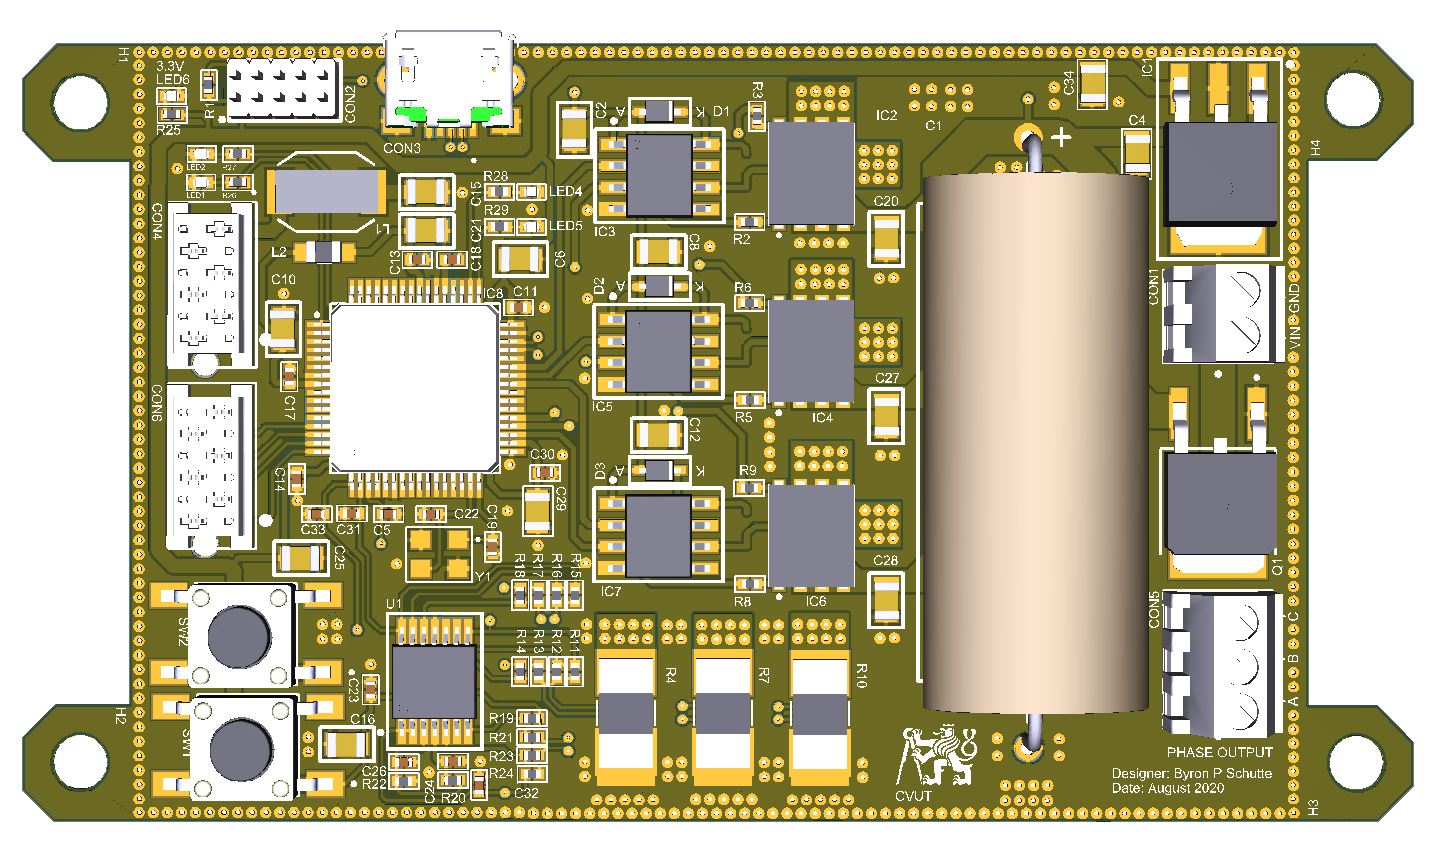 H1
3.3V
LED6
R1
CON2
R25
CON3
LED2
R27
LED1
R26
CON4
L1
L2
C15
C21
C13
C18
R28
LED4
R29
LED5
C9
C2
A
K
D1
R3
IC2
C1
C34
IC1
C4
H4
IC3
R2
C20
C8
C10
IC8
C11
D2
A
K
R6
CON1
GND
VIN
C17
CON6
IC5
R5
IC4
C27
C12
C14
C30
C29
D3
A
K
R9
C33
C31
C5
C22
C19
C25
Y1
R18
R17
R16
R15
IC7
R8
IC6
C28
Q1
CON5
C
B
A
U1
SW2
R14
R13
R12
R11
R4
R7
R10
C23
H2
SW1
C16
R19
R21
R23
R24
C26
R22
C24
R20
C32
+
CVUT
PHASE OUTPUT
Designer: Byron P Schutte
Date: August 2020
H3